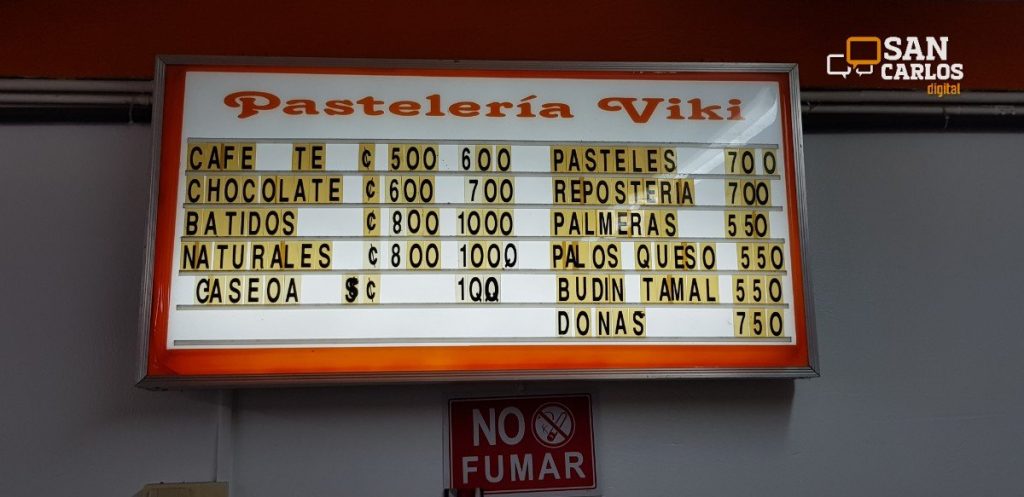 SAN
CARLOS
digital
Pastelería Viki
CAFE TE ¢ 500 600
CHOCOLATE ¢ 600 700
BATIDOS ¢ 800 1000
NATURALES ¢ 800 1000
CASEOA $¢ 100
PASTELES 700
REPOSTERIA 700
PALMERAS 550
PALOS QUESO 550
BUDIN TAMAL 550
DONAS 750
NO
FUMAR